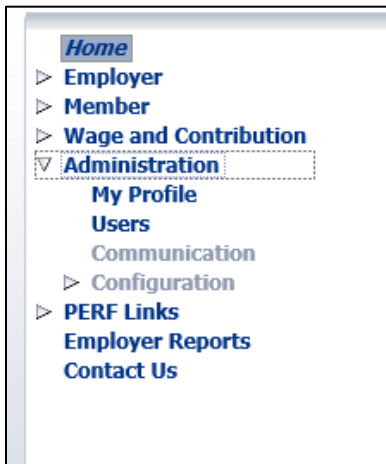 Home
Employer
Member
Wage and Contribution
Administration
My Profile
Users
Communication
Configuration
PERF Links
Employer Reports
Contact Us